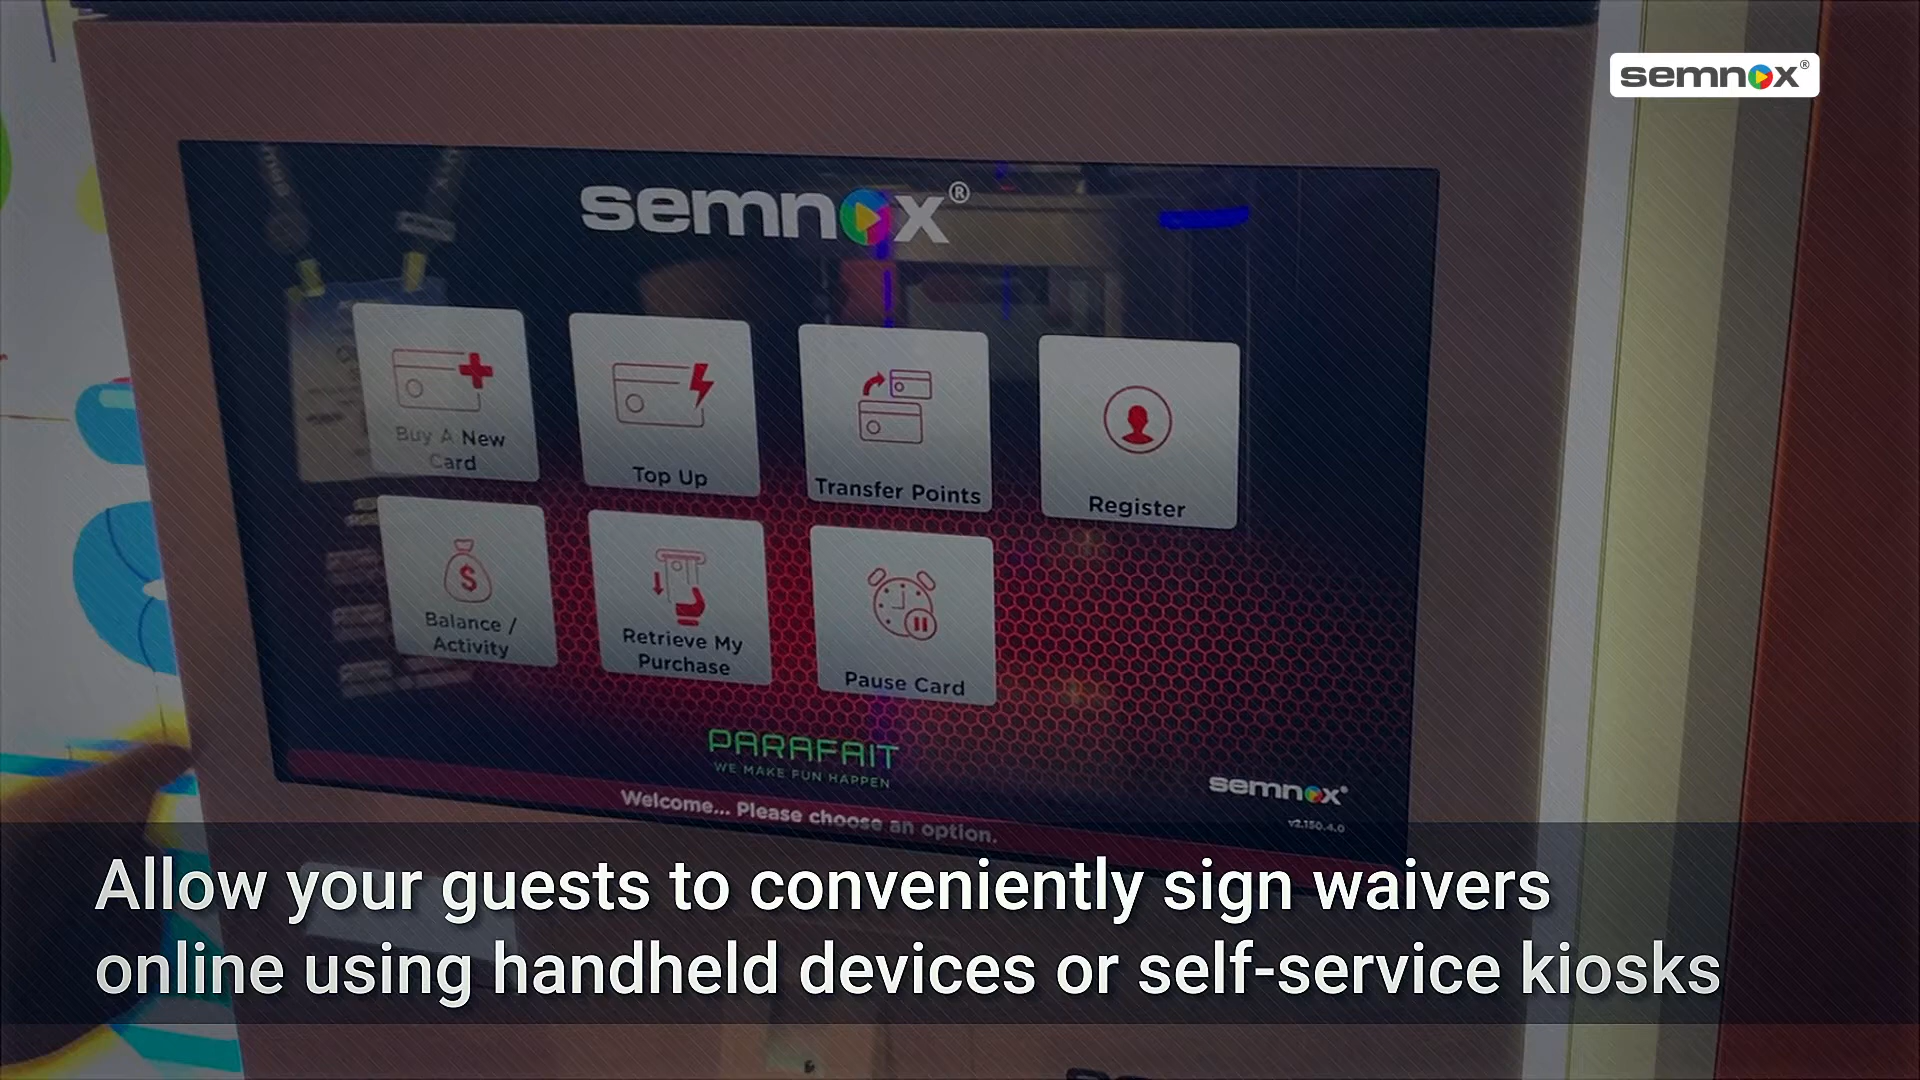 semnox®
semnox®
Buy A New
Card
Top Up
Transfer Points
Register
Balance /
Activity
Retrieve My
Purchase
Pause Card
PARAFAIT
WE MAKE FUN HAPPEN
semnox®
v2.150.4.0
Welcome... Please choose an option.
Allow your guests to conveniently sign waivers
online using handheld devices or self-service kiosks